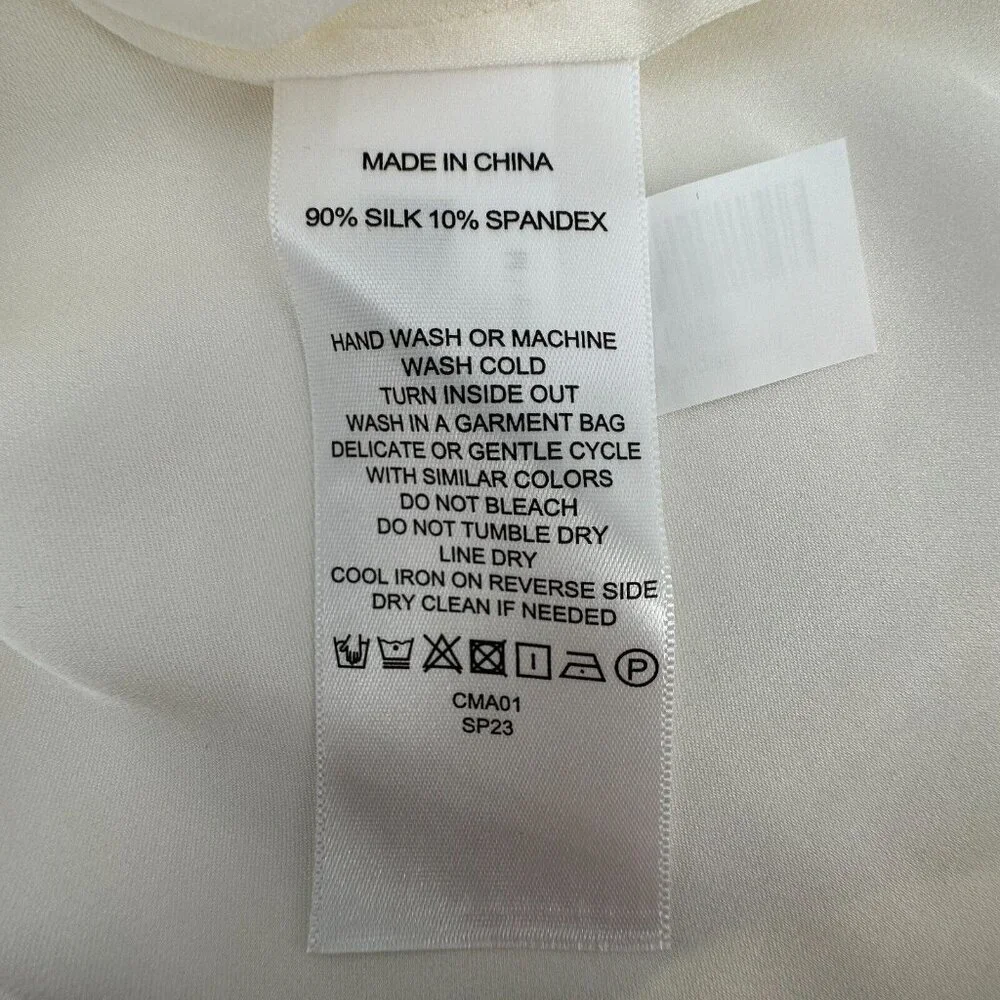 MADE IN CHINA
90% SILK 10% SPANDEX
HAND WASH OR MACHINE
WASH COLD
TURN INSIDE OUT
WASH IN A GARMENT BAG
DELICATE OR GENTLE CYCLE
WITH SIMILAR COLORS
DO NOT BLEACH
DO NOT TUMBLE DRY
LINE DRY
COOL IRON ON REVERSE SIDE
DRY CLEAN IF NEEDED
P
CMA01
SP23